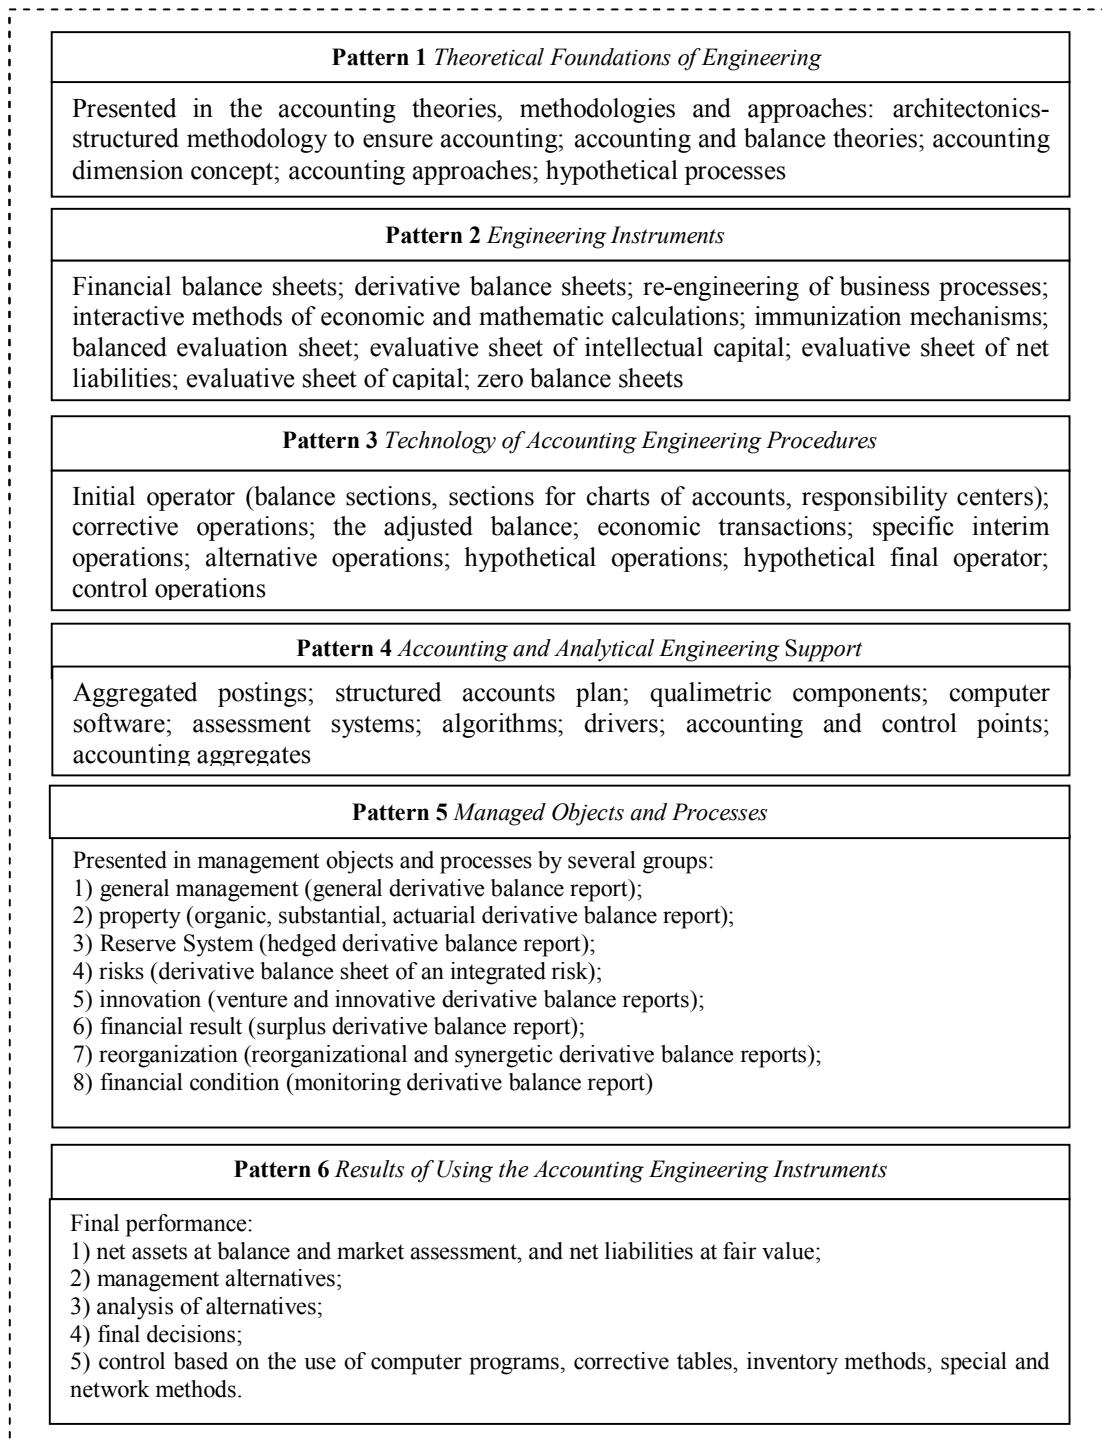 Pattern 1 Theoretical Foundations of Engineering
Presented in the accounting theories, methodologies and approaches: architectonics-
structured methodology to ensure accounting; accounting and balance theories; accounting
dimension concept; accounting approaches; hypothetical processes
Pattern 2 Engineering Instruments
Financial balance sheets; derivative balance sheets; re-engineering of business processes;
interactive methods of economic and mathematic calculations; immunization mechanisms;
balanced evaluation sheet; evaluative sheet of intellectual capital; evaluative sheet of net
liabilities; evaluative sheet of capital; zero balance sheets
Pattern 3 Technology of Accounting Engineering Procedures
Initial operator (balance sections, sections for charts of accounts, responsibility centers);
corrective operations; the adjusted balance; economic transactions; specific interim
operations; alternative operations; hypothetical operations; hypothetical final operator;
control operations
Pattern 4 Accounting and Analytical Engineering Support
Aggregated postings; structured accounts plan; qualimetric components; computer
software; assessment systems; algorithms; drivers; accounting and control points;
accounting aggregates
Pattern 5 Managed Objects and Processes
Presented in management objects and processes by several groups:
1) general management (general derivative balance report);
2) property (organic, substantial, actuarial derivative balance report);
3) Reserve System (hedged derivative balance report);
4) risks (derivative balance sheet of an integrated risk);
5) innovation (venture and innovative derivative balance reports);
6) financial result (surplus derivative balance report);
7) reorganization (reorganizational and synergetic derivative balance reports);
8) financial condition (monitoring derivative balance report)
Pattern 6 Results of Using the Accounting Engineering Instruments
Final performance:
1) net assets at balance and market assessment, and net liabilities at fair value;
2) management alternatives;
3) analysis of alternatives;
4) final decisions;
5) control based on the use of computer programs, corrective tables, inventory methods, special and
network methods.